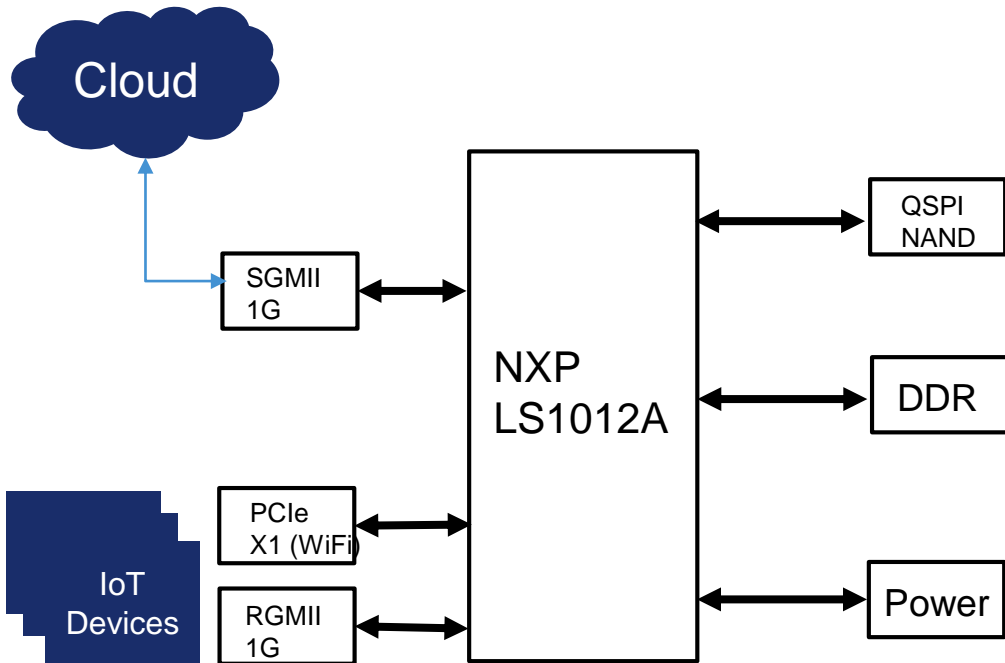 Cloud
SGMII
1G
NXP
LS1012A
QSPI
NAND
DDR
PCIe
X1 (WiFi)
IoT
Devices
RGMII
1G
Power